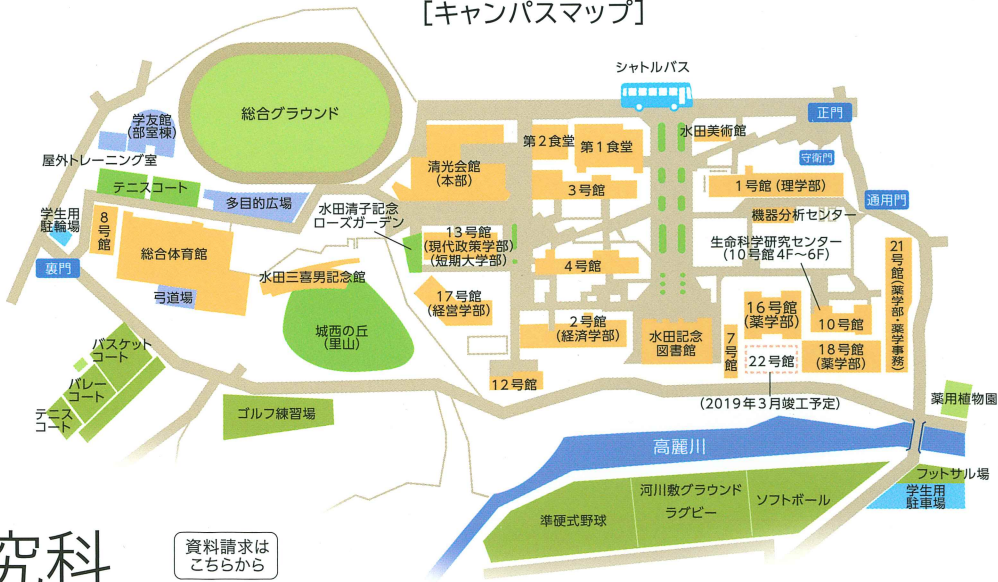 [キャンパスマップ]
シャトルバス
正門
総合グラウンド
学友館
(部室棟)
屋外トレーニング室
清光会館
(本部)
第2食堂
第1食堂
水田美術館
守衛門
テニスコート
多目的広場
3号館
1号館(理学部)
通用門
学生用
駐輪場
8号館
総合体育館
水田清子記念
ローズガーデン
13号館
(現代政策学部)
(短期大学部)
機器分析センター
生命科学研究センター
(10号館4F〜6F)
21号館(薬学部・薬学事務)
裏門
弓道場
水田三喜男記念館
4号館
17号館
(経営学部)
16号館
(薬学部)
10号館
城西の丘
(里山)
2号館
(経済学部)
水田記念
図書館
7号館
22号館
18号館
(薬学部)
バスケット
コート
バレー
コート
テニス
コート
12号館
ゴルフ練習場
(2019年3月竣工予定)
薬用植物園
高麗川
フットサル場
学生用
駐車場
準硬式野球
河川敷グラウンド
ラグビー
ソフトボール
究科
資料請求は
こちらから